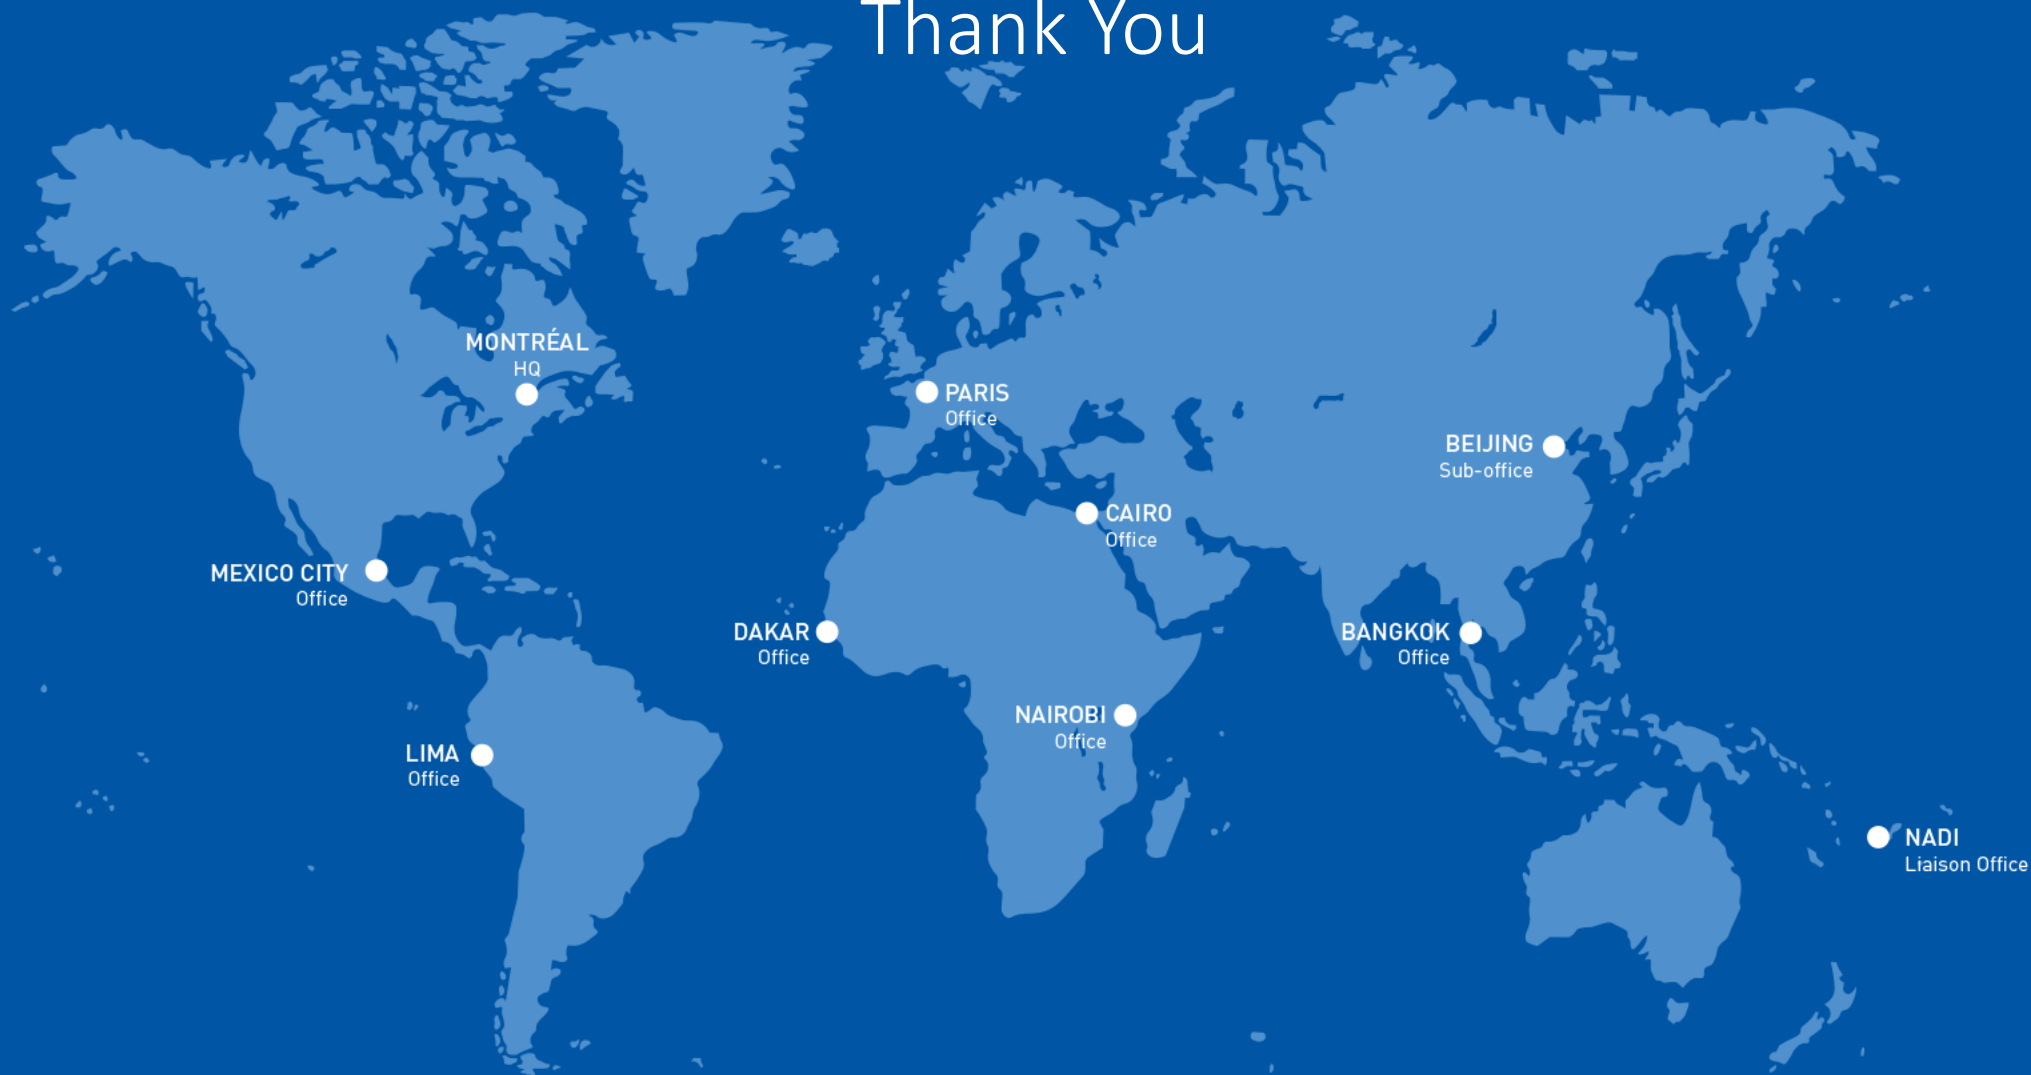 Thank You
MONTRÉAL
HQ
PARIS
Office
BEIJING
Sub-office
CAIRO
Office
MEXICO CITY
Office
DAKAR
Office
BANGKOK
Office
NAIROBI
Office
LIMA
Office
NADI
Liaison Office